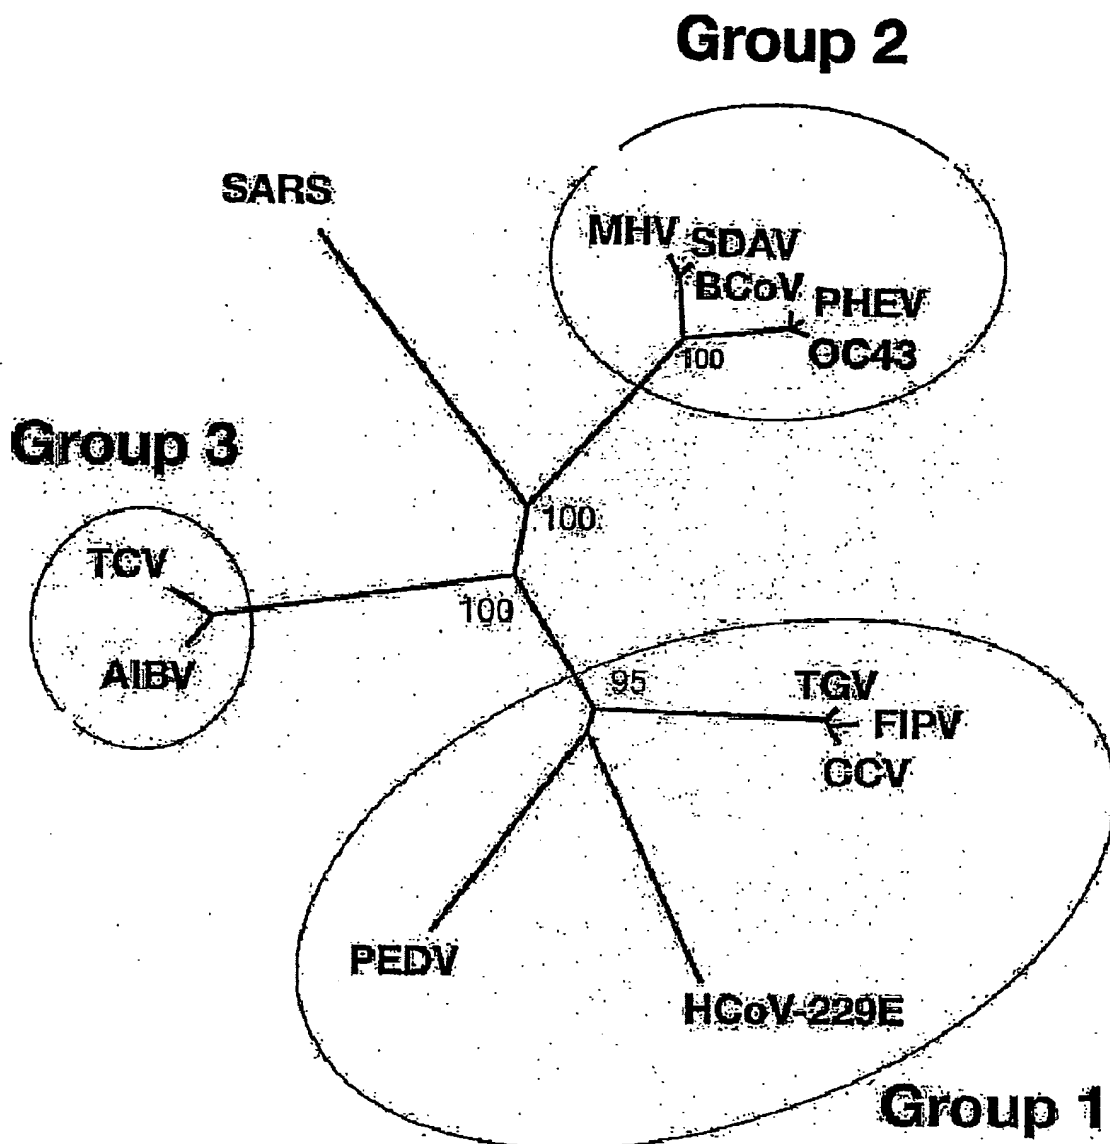 Group 2
SARS
MHV
SDAV
BCoV
PHEV
OC43
100
Group 3
100
TCV
100
AIBV
95
TGV
FIPV
CCV
PEDV
HCoV-229E
Group 1